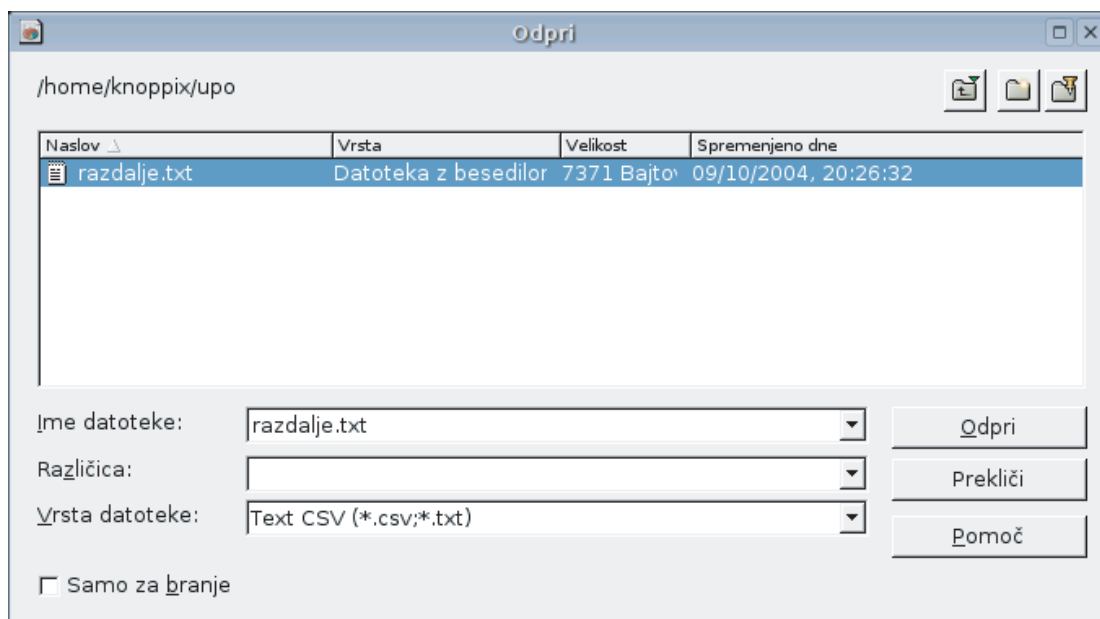 Odpri
/home/knoppix/upo
Naslov Vrsta Velikost Spremenjeno dne
razdalje.txt Datoteka z besedilor 7371 Bajtov 09/10/2004, 20:26:32
Ime datoteke: razdalje.txt Odpri
Različica: Prekliči
Vrsta datoteke: Text CSV (*.csv;*.txt) Pomoč
Samo za branje